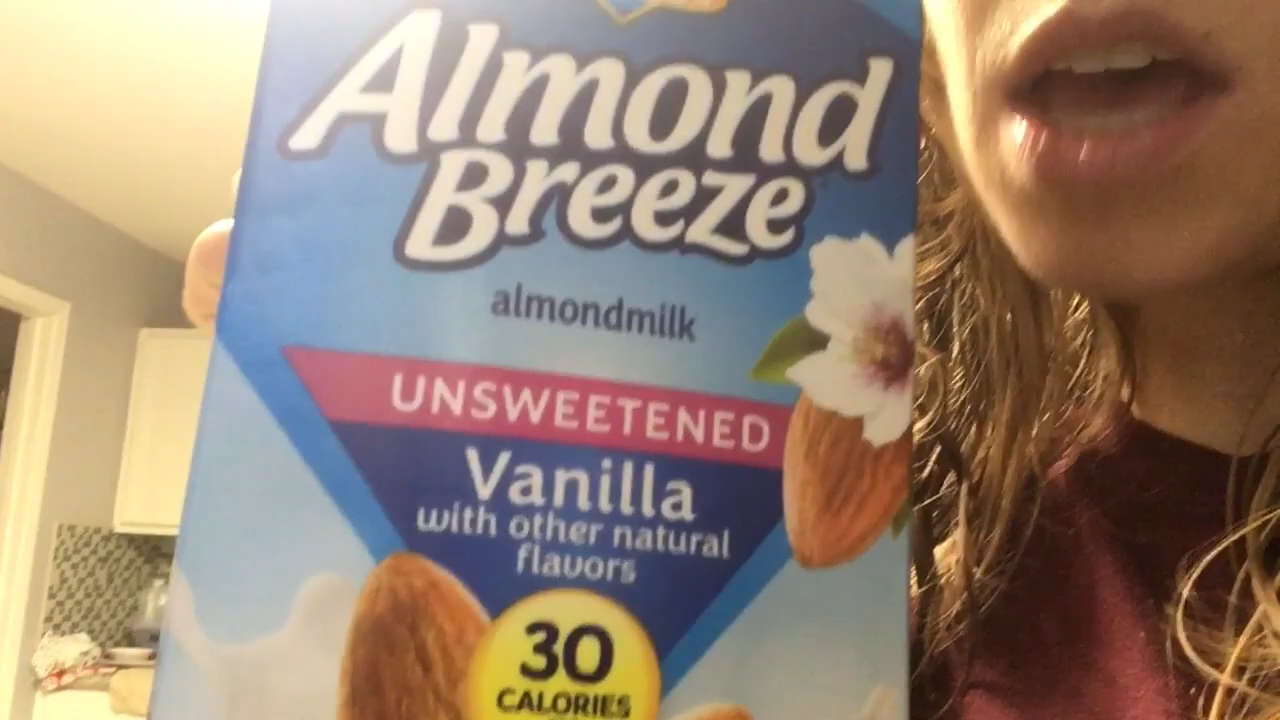 Almond
Breeze
almondmilk
UNSWEETENED
Vanilla
with other natural
flavors
30
CALORIES